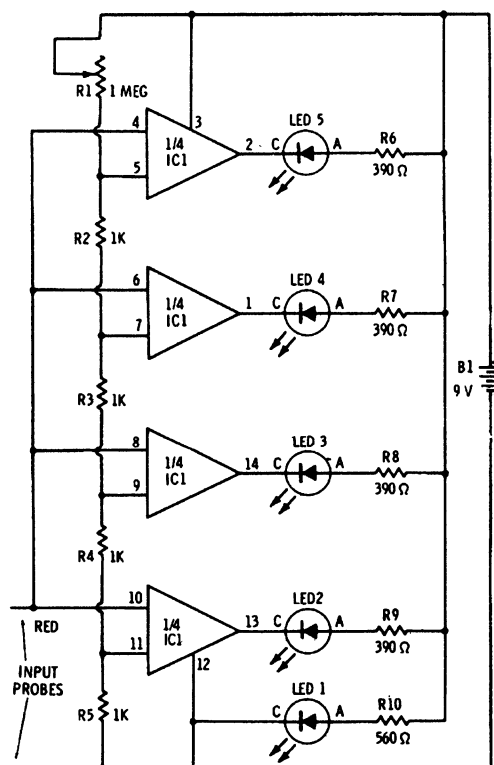 R1 1 MEG
4
3
1/4
IC1
5
2
LED 5
C
A
R6
390 Ω
R2 1K
6
1/4
IC1
7
1
LED 4
C
A
R7
390 Ω
B1
9 V
R3 1K
8
1/4
IC1
9
14
LED 3
C
A
R8
390 Ω
R4 1K
RED
INPUT
PROBES
10
1/4
IC1
11
12
13
LED2
C
A
R9
390 Ω
R5 1K
LED 1
C
A
R10
560 Ω